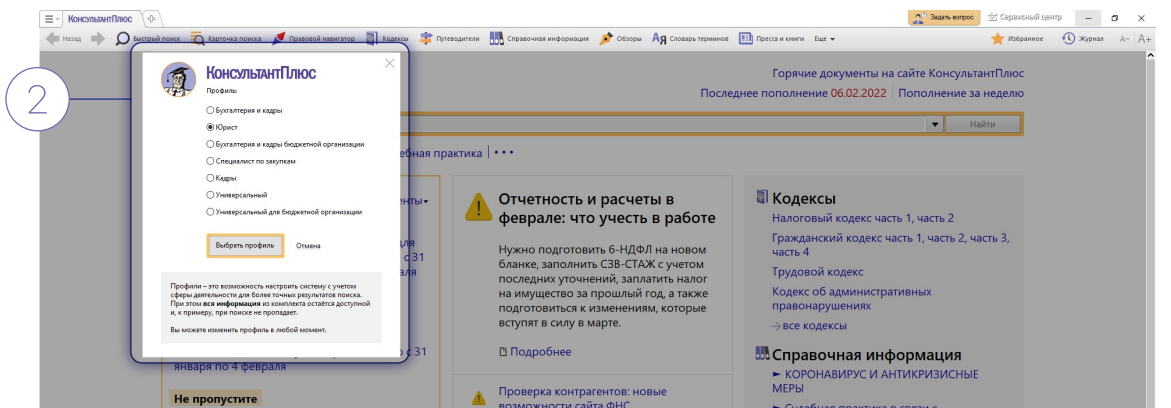 КонсультантПлюс
Задать вопрос
Сервисный центр
Назад
Быстрый поиск
Карточка поиска
Правовой навигатор
Кодексы
Путеводители
Справочная информация
Обзоры
Словарь терминов
Пресса и книги
Еще
Избранное
Журнал
А- А+
2
КонсультантПлюс
Профиль:
Бухгалтерия и кадры
Юрист
Бухгалтерия и кадры бюджетной организации
Специалист по закупкам
Кадры
Универсальный
Универсальный для бюджетной организации
Выбрать профиль
Отмена
Профили – это возможность настроить систему с учетом
сферы деятельности для более точных результатов поиска.
При этом вся информация из комплекта остаётся доступной
и, к примеру, при поиске не пропадает.
Вы можете изменить профиль в любой момент.
Горячие документы на сайте КонсультантПлюс
Последнее пополнение 06.02.2022 | Пополнение за неделю
Найти
практика | • • •
с 31
с 31
января по 4 февраля
Не пропустите
Отчетность и расчеты в
феврале: что учесть в работе
Нужно подготовить 6-НДФЛ на новом
бланке, заполнить СЗВ-СТАЖ с учетом
последних уточнений, заплатить налог
на имущество за прошлый год, а также
подготовиться к изменениям, которые
вступят в силу в марте.
Подробнее
Проверка контрагентов: новые
возможности сайта ФНС
Кодексы
Налоговый кодекс часть 1, часть 2
Гражданский кодекс часть 1, часть 2, часть 3,
часть 4
Трудовой кодекс
Кодекс об административных
правонарушениях
→все кодексы
Справочная информация
► КОРОНАВИРУС И АНТИКРИЗИСНЫЕ
МЕРЫ
► Судебная практика в связи с